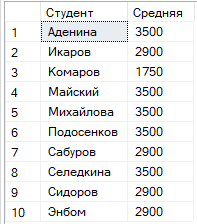 Студент Средняя
1 Аденина 3500
2 Икаров 2900
3 Комаров 1750
4 Майский 3500
5 Михайлова 3500
6 Подосенков 3500
7 Сабуров 2900
8 Селедкина 3500
9 Сидоров 2900
10 Энбом 2900